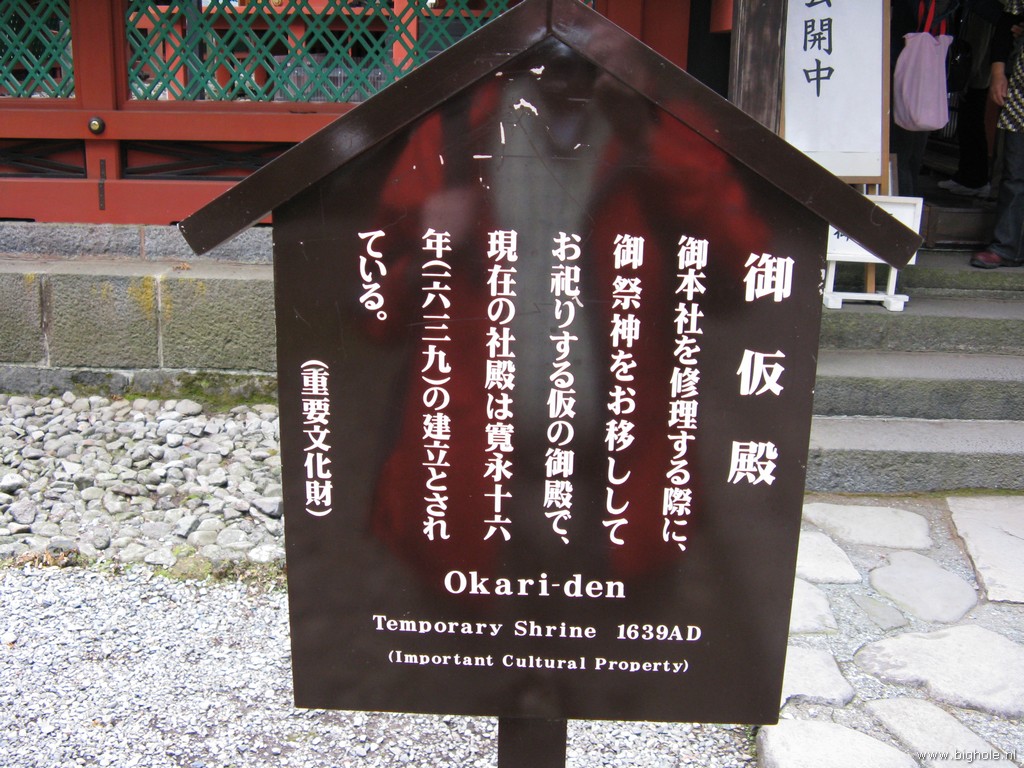 御仮殿
御本社を修理する際に、
御祭神をお移しして
お祀りする仮の御殿で、
現在の社殿は寛永十六
年(一六三九)の建立とされ
ている。
(重要文化財)
Okari-den
Temporary Shrine 1639AD
(Important Cultural Property)
開中
www.bighole.nl